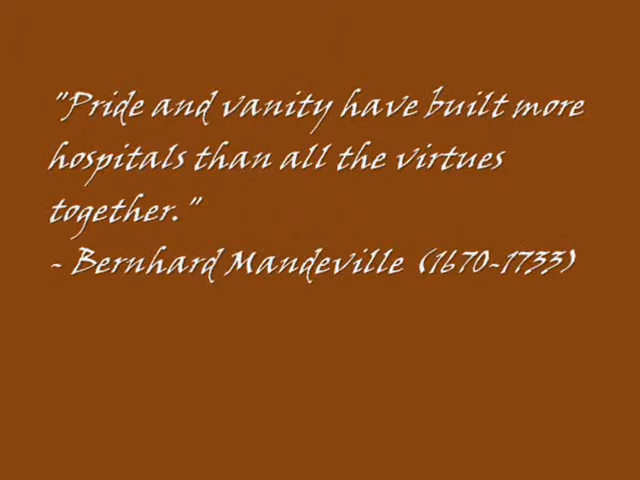 "Pride and vanity have built more
hospitals than all the virtues
together."
- Bernhard Mandeville (1670-1733)